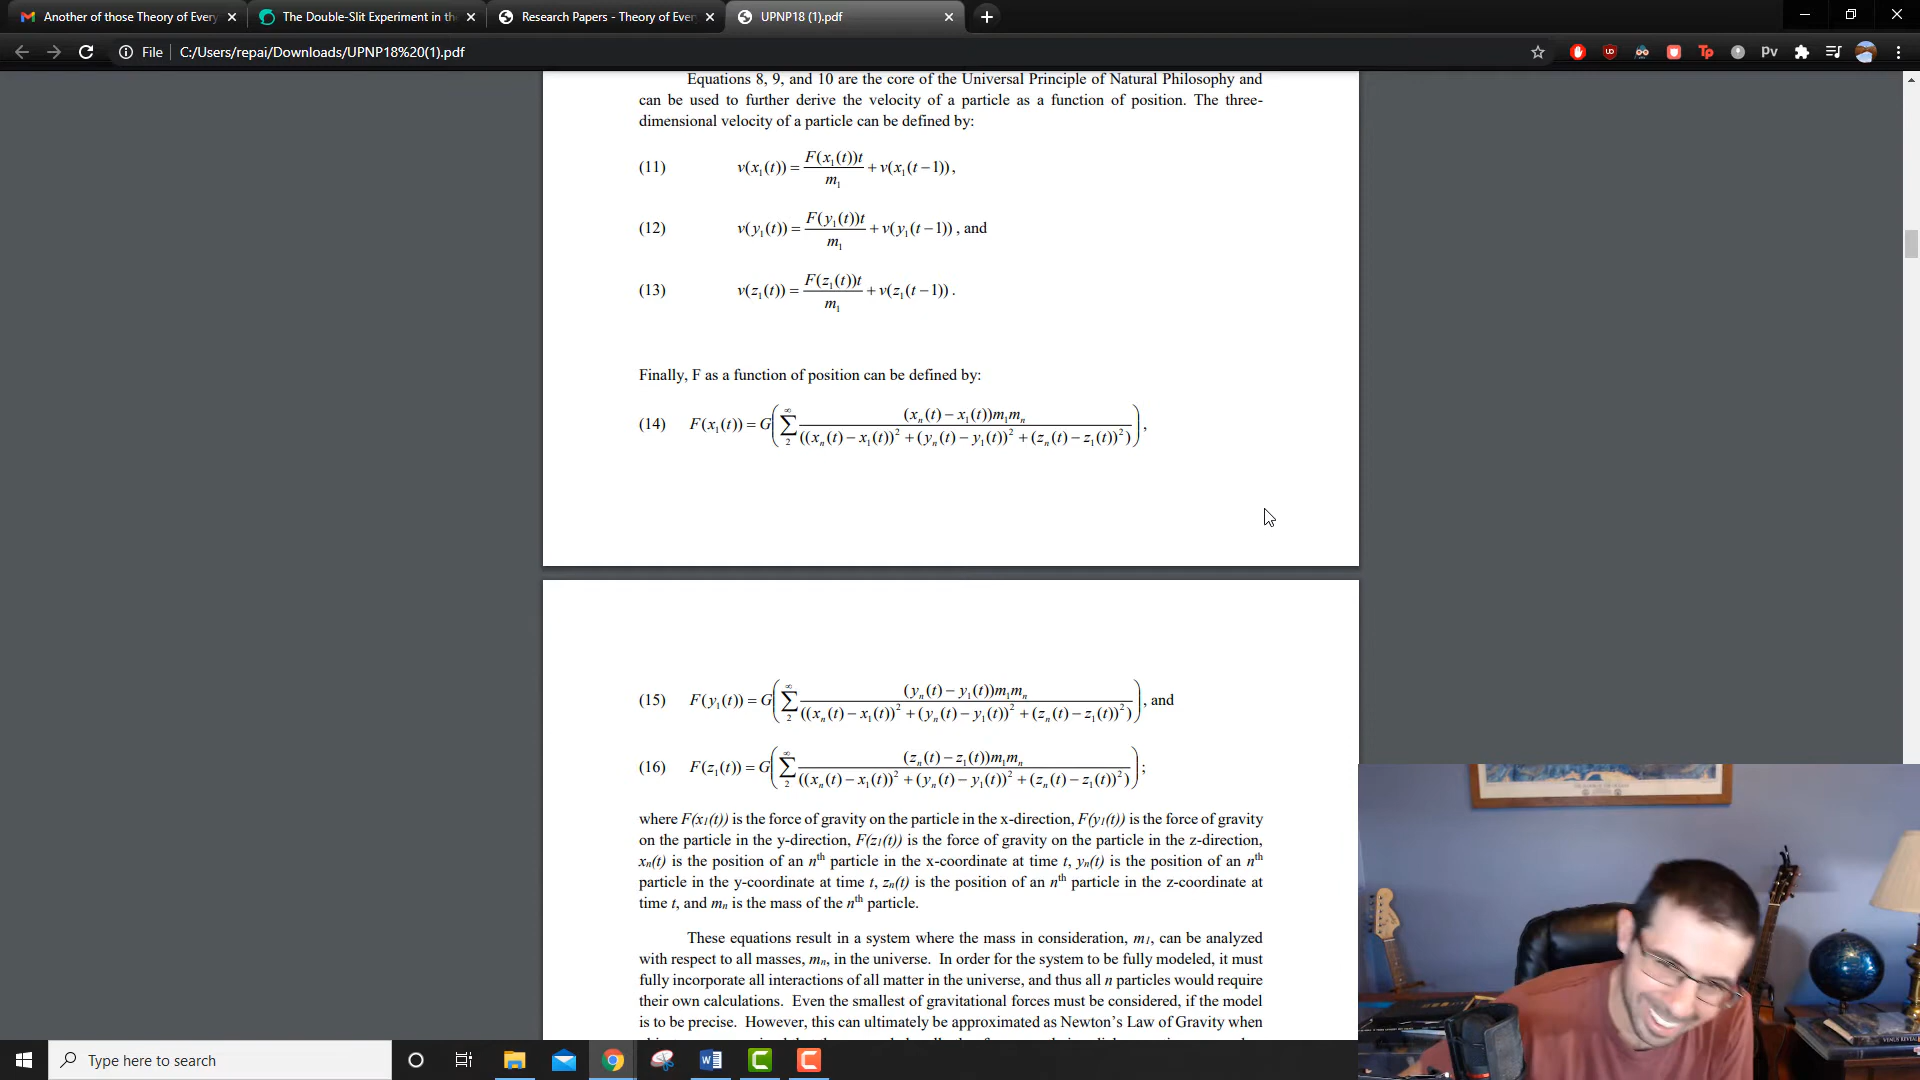 Another of those Theory of Every
The Double-Slit Experiment in the
Research Papers - Theory of Ever
UPNP18 (1).pdf
File
C:/Users/repai/Downloads/UPNP18%20(1).pdf
Equations 8, 9, and 10 are the core of the Universal Principle of Natural Philosophy and
can be used to further derive the velocity of a particle as a function of position. The three-
dimensional velocity of a particle can be defined by:
(11) v(x₁(t)) = F(x₁(t))t / m₁ + v(x₁(t−1)),
(12) v(y₁(t)) = F(y₁(t))t / m₁ + v(y₁(t−1)), and
(13) v(z₁(t)) = F(z₁(t))t / m₁ + v(z₁(t−1)).
Finally, F as a function of position can be defined by:
(14) F(x₁(t)) = G(∑₂^∞ (xₙ(t) − x₁(t))m₁mₙ / ((xₙ(t) − x₁(t))² + (yₙ(t) − y₁(t))² + (zₙ(t) − z₁(t))²)),
(15) F(y₁(t)) = G(∑₂^∞ (yₙ(t) − y₁(t))m₁mₙ / ((xₙ(t) − x₁(t))² + (yₙ(t) − y₁(t))² + (zₙ(t) − z₁(t))²)), and
(16) F(z₁(t)) = G(∑₂^∞ (zₙ(t) − z₁(t))m₁mₙ / ((xₙ(t) − x₁(t))² + (yₙ(t) − y₁(t))² + (zₙ(t) − z₁(t))²));
where F(x₁(t)) is the force of gravity on the particle in the x-direction, F(y₁(t)) is the force of gravity
on the particle in the y-direction, F(z₁(t)) is the force of gravity on the particle in the z-direction,
xₙ(t) is the position of an nth particle in the x-coordinate at time t, yₙ(t) is the position of an nth
particle in the y-coordinate at time t, zₙ(t) is the position of an nth particle in the z-coordinate at
time t, and mₙ is the mass of the nth particle.
These equations result in a system where the mass in consideration, m₁, can be analyzed
with respect to all masses, mₙ, in the universe. In order for the system to be fully modeled, it must
fully incorporate all interactions of all matter in the universe, and thus all n particles would require
their own calculations. Even the smallest of gravitational forces must be considered, if the model
is to be precise. However, this can ultimately be approximated as Newton's Law of Gravity when
Type here to search